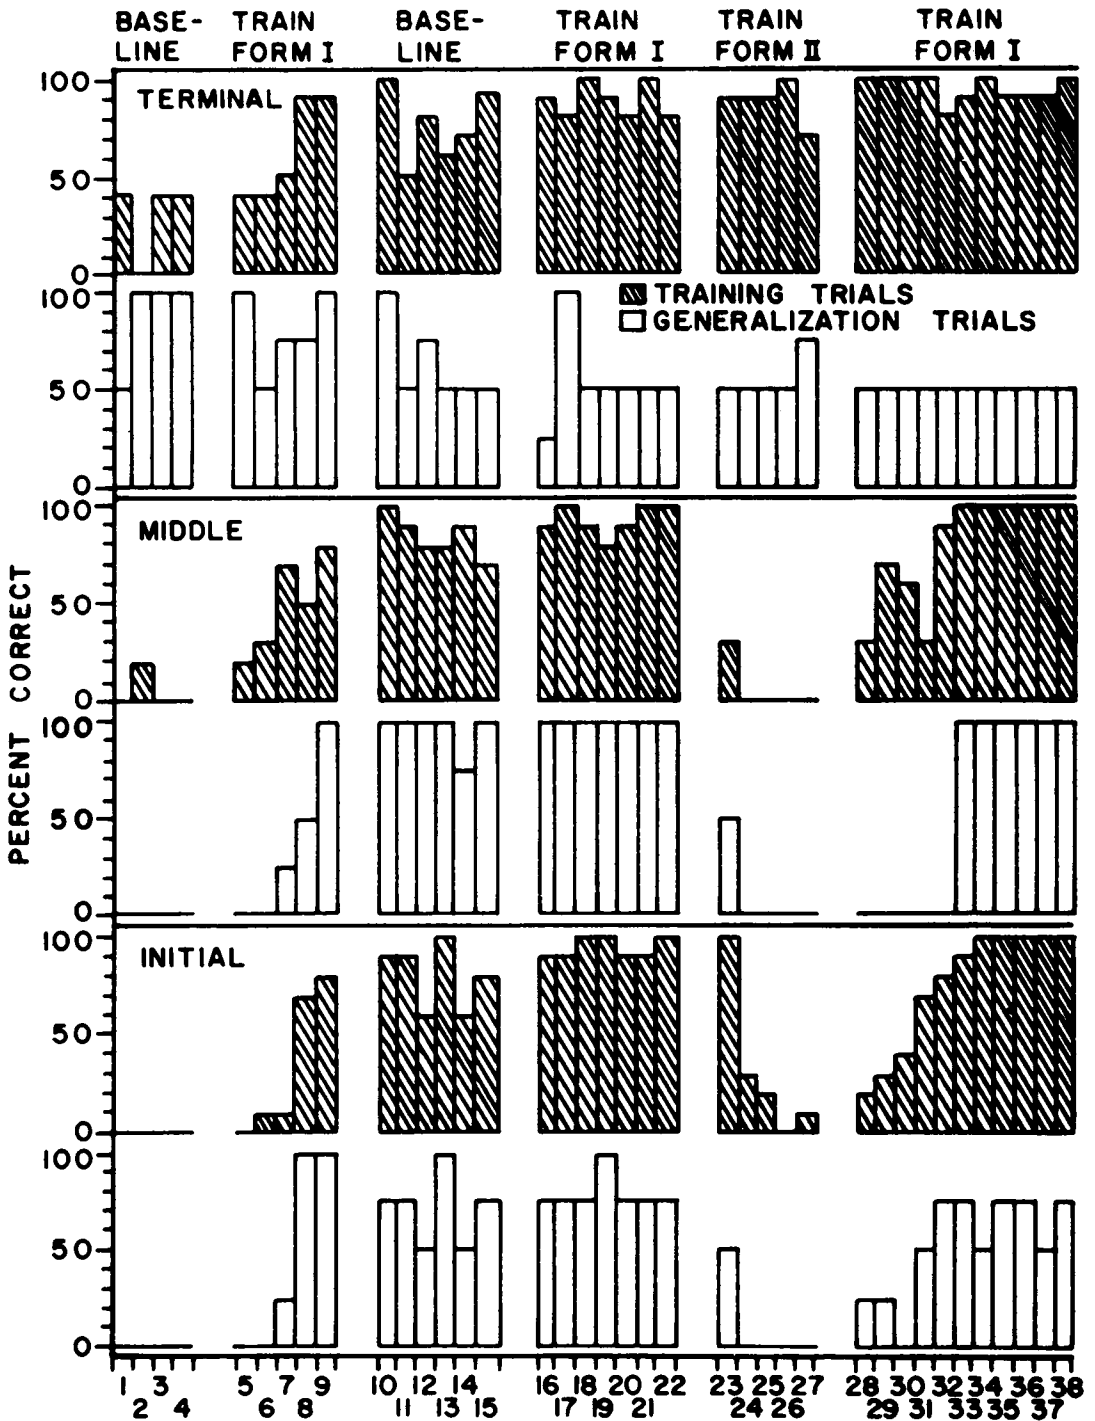 BASE- TRAIN BASE- TRAIN TRAIN TRAIN
LINE FORM I LINE FORM I FORM II FORM I
100
TERMINAL
50
0
100
TRAINING TRIALS
GENERALIZATION TRIALS
50
0
100
MIDDLE
50
0
100
50
0
PERCENT CORRECT
100
INITIAL
50
0
100
50
0
1 3 5 7 9 10 12 14 16 18 20 22 23 25 27 28 30 32 34 36 38
2 4 6 8 11 13 15 17 19 21 24 26 29 31 33 35 37